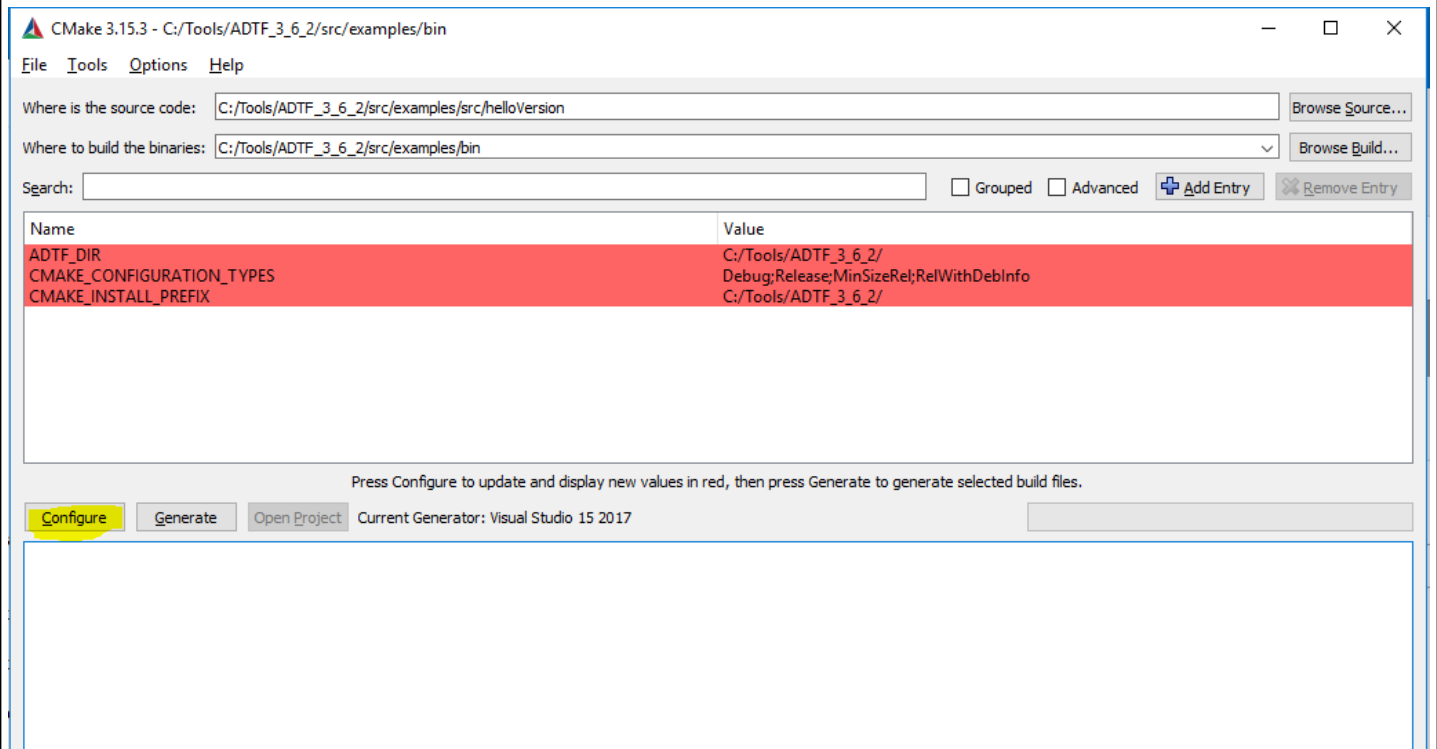 CMake 3.15.3 - C:/Tools/ADTF_3_6_2/src/examples/bin
File Tools Options Help
Where is the source code: C:/Tools/ADTF_3_6_2/src/examples/src/helloVersion Browse Source...
Where to build the binaries: C:/Tools/ADTF_3_6_2/src/examples/bin Browse Build...
Search: Grouped Advanced Add Entry Remove Entry
Name Value
ADTF_DIR C:/Tools/ADTF_3_6_2/
CMAKE_CONFIGURATION_TYPES Debug;Release;MinSizeRel;RelWithDebInfo
CMAKE_INSTALL_PREFIX C:/Tools/ADTF_3_6_2/
Press Configure to update and display new values in red, then press Generate to generate selected build files.
Configure Generate Open Project Current Generator: Visual Studio 15 2017